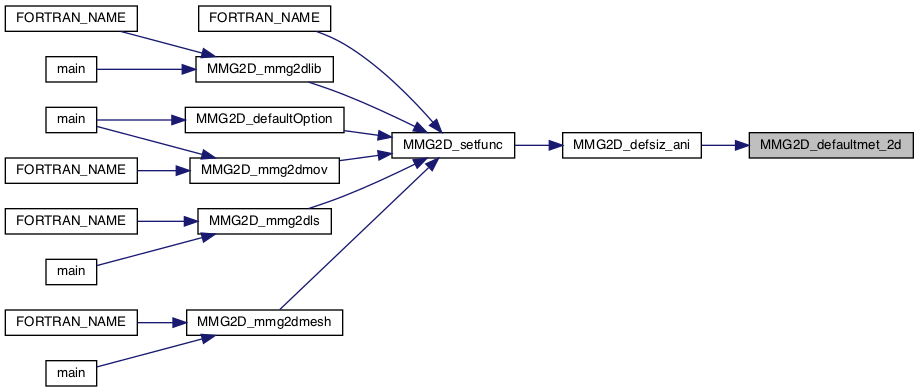 FORTRAN_NAME
FORTRAN_NAME
main
MMG2D_mmg2dlib
main
MMG2D_defaultOption
MMG2D_setfunc
MMG2D_defsiz_ani
MMG2D_defaultmet_2d
FORTRAN_NAME
MMG2D_mmg2dmov
FORTRAN_NAME
MMG2D_mmg2dls
main
FORTRAN_NAME
MMG2D_mmg2dmesh
main